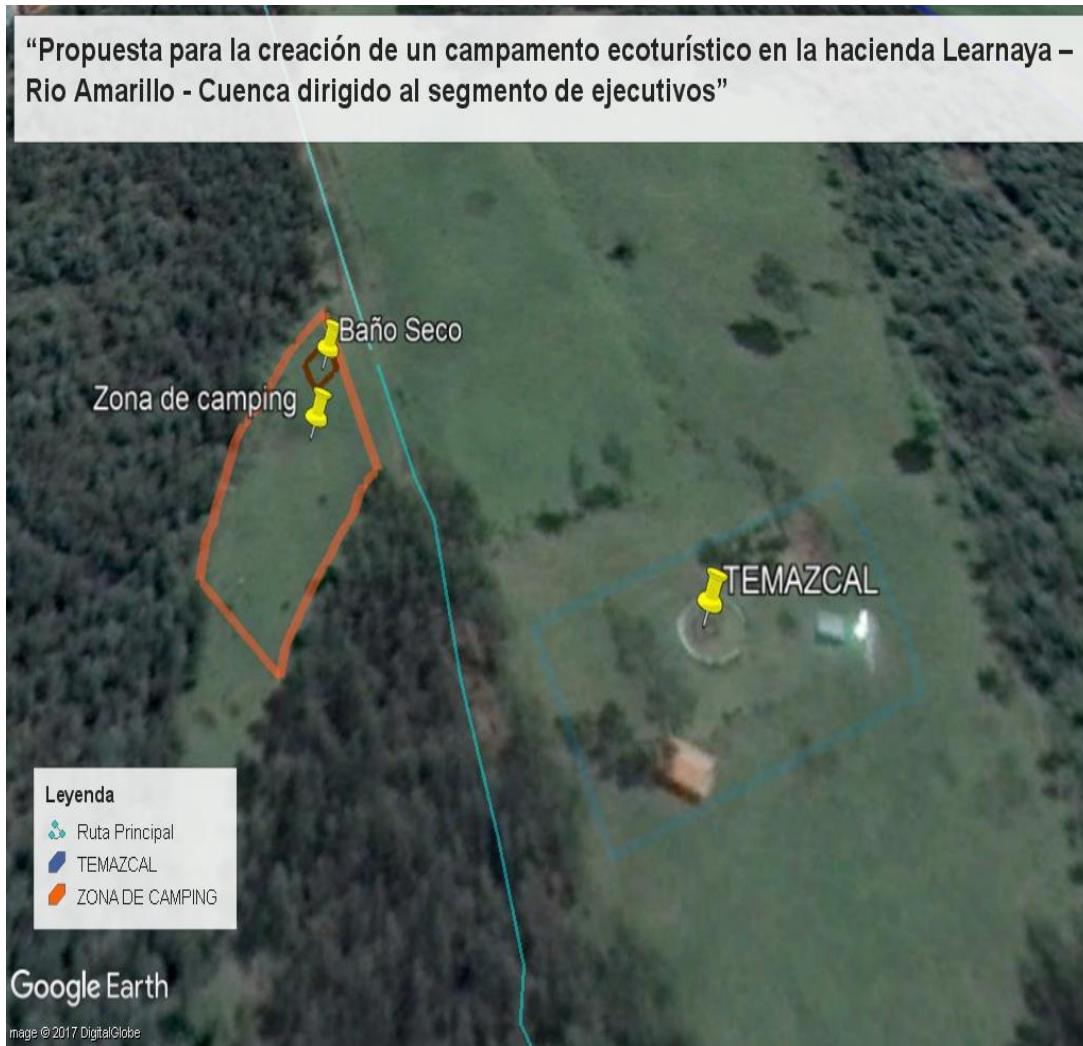 “Propuesta para la creación de un campamento ecoturístico en la hacienda Learnaya –
Rio Amarillo - Cuenca dirigido al segmento de ejecutivos”
Baño Seco
Zona de camping
TEMAZCAL
Leyenda
Ruta Principal
TEMAZCAL
ZONA DE CAMPING
Google Earth
mage © 2017 DigitalGlobe